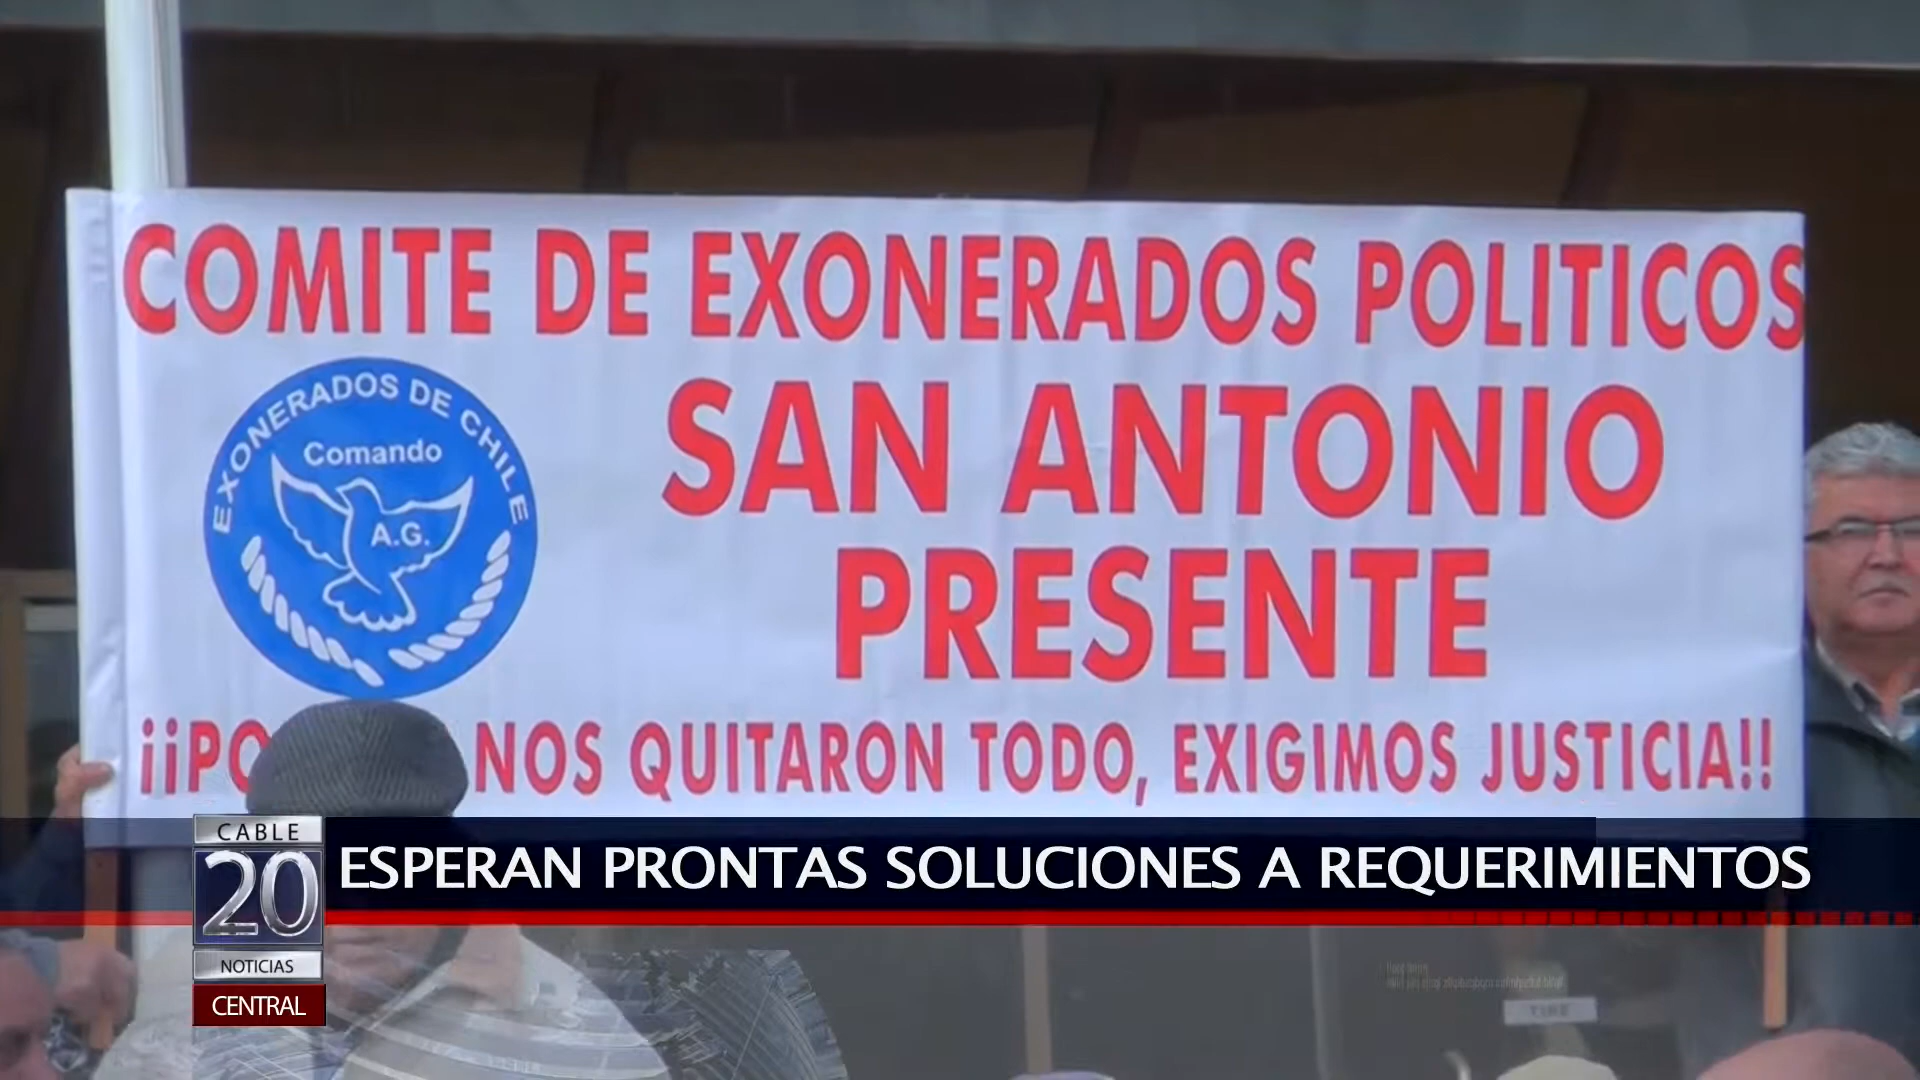 COMITE DE EXONERADOS POLITICOS
EXONERADOS DE CHILE
Comando
A.G.
SAN ANTONIO
PRESENTE
NOS QUITARON TODO, EXIGIMOS JUSTICIA!!
CABLE
20
NOTICIAS
CENTRAL
ESPERAN PRONTAS SOLUCIONES A REQUERIMIENTOS